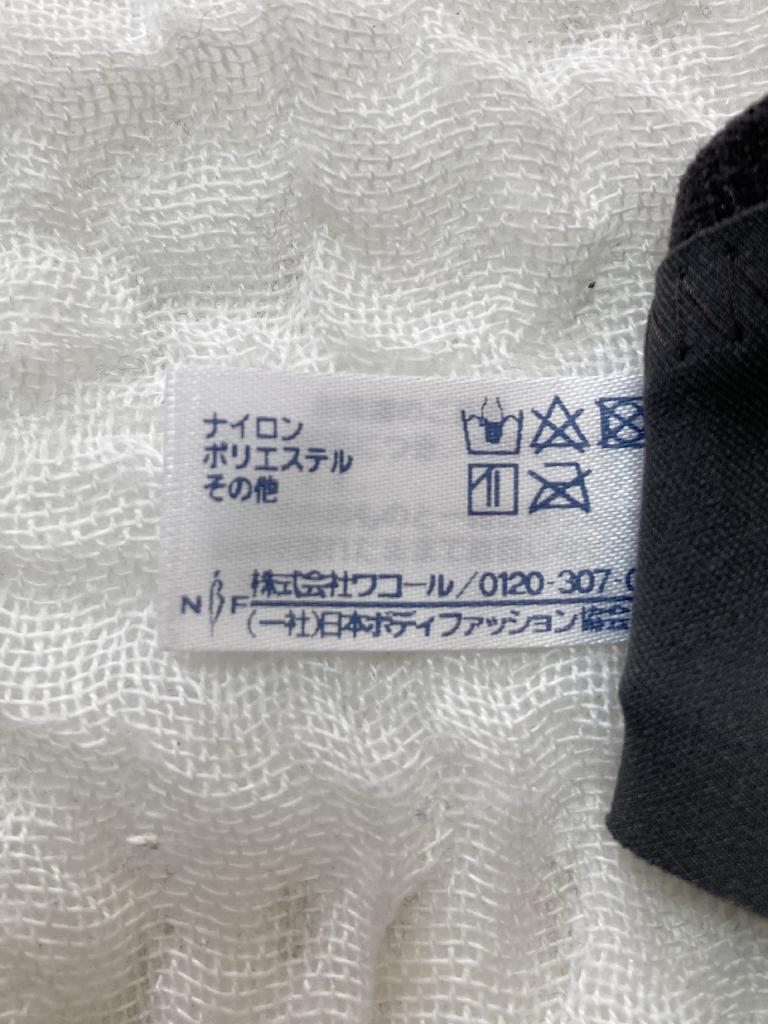 ナイロン
ポリエステル
その他
N F
株式会社ワコール/0120-307-
(一社)日本ボディファッション協会